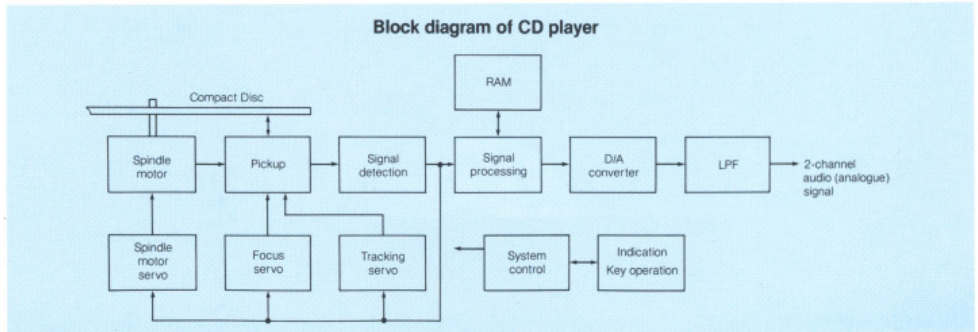 Block diagram of CD player
RAM
Compact Disc
Spindle
motor
Pickup
Signal
detection
Signal
processing
D/A
converter
LPF
2-channel
audio (analogue)
signal
Spindle
motor
servo
Focus
servo
Tracking
servo
System
control
Indication
Key operation